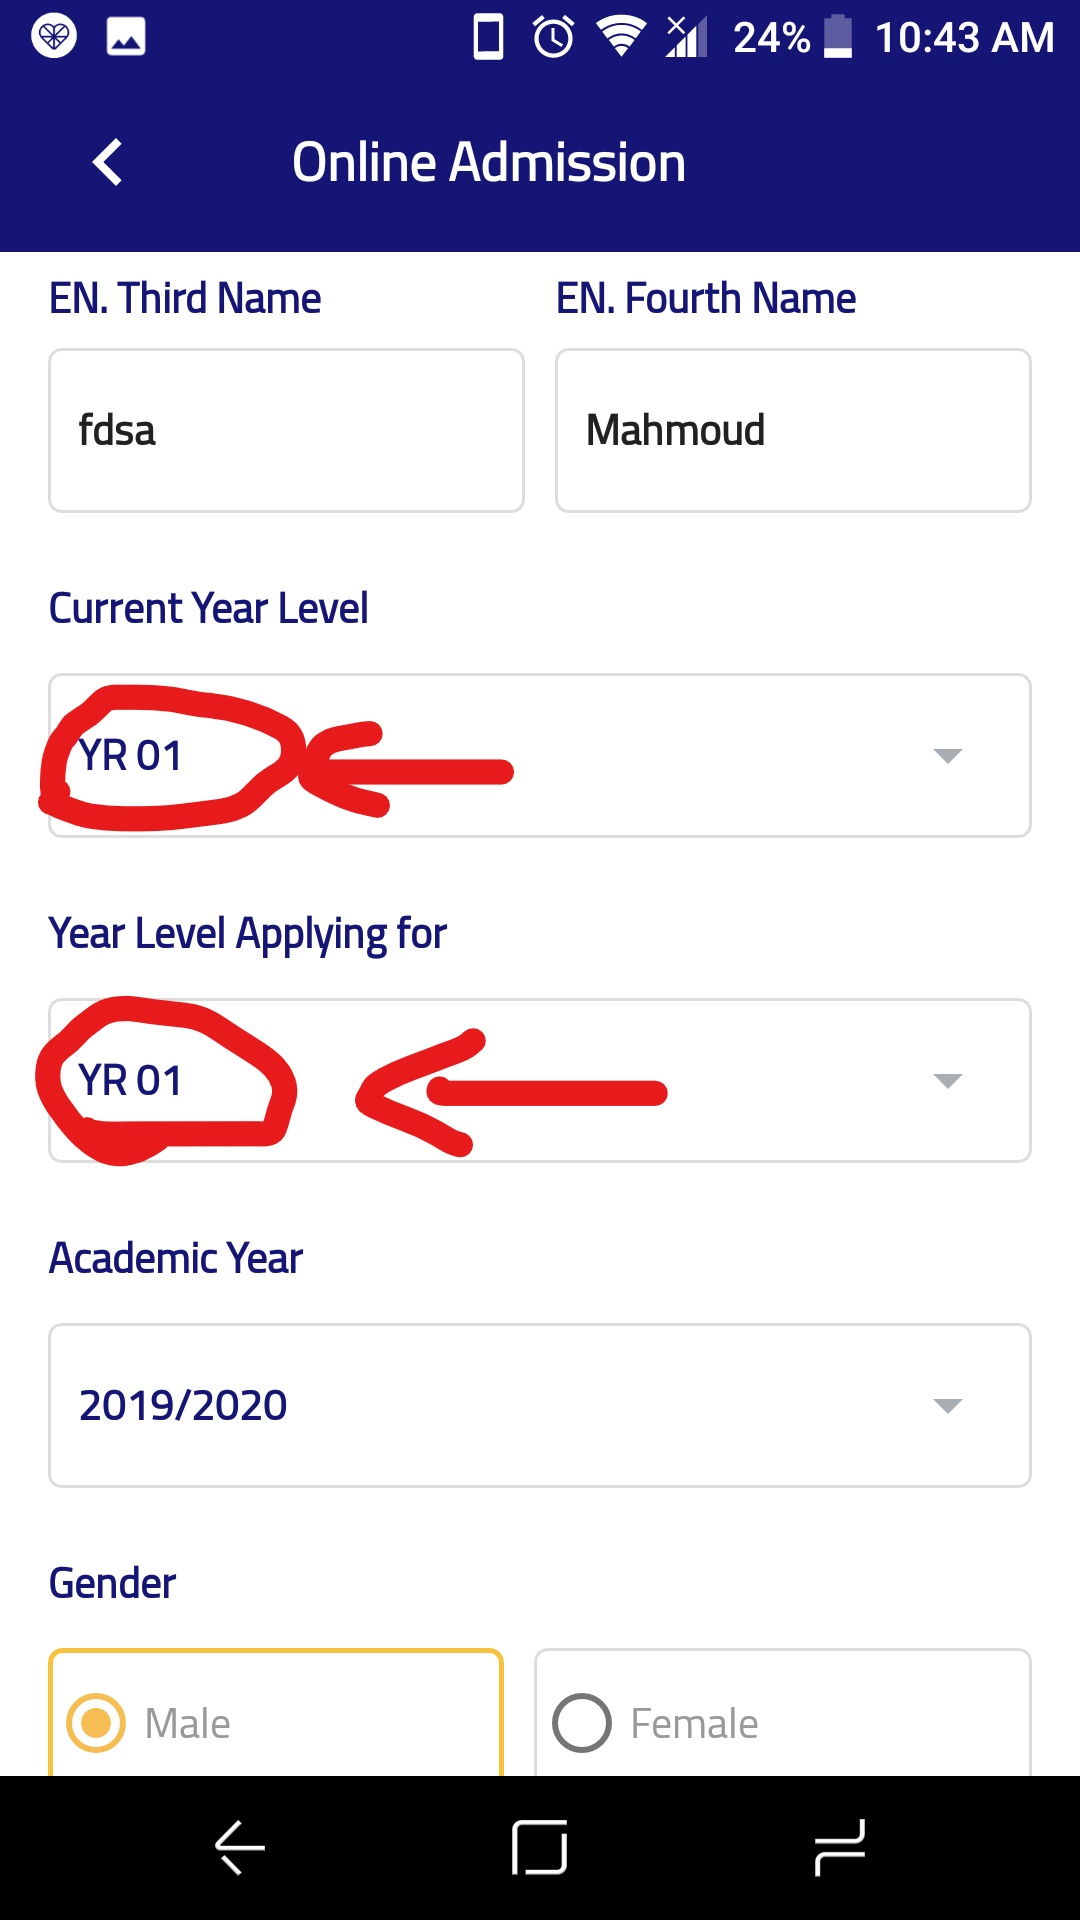 24% 10:43 AM
Online Admission
EN. Third Name EN. Fourth Name
fdsa Mahmoud
Current Year Level
YR 01
Year Level Applying for
YR 01
Academic Year
2019/2020
Gender
Male Female